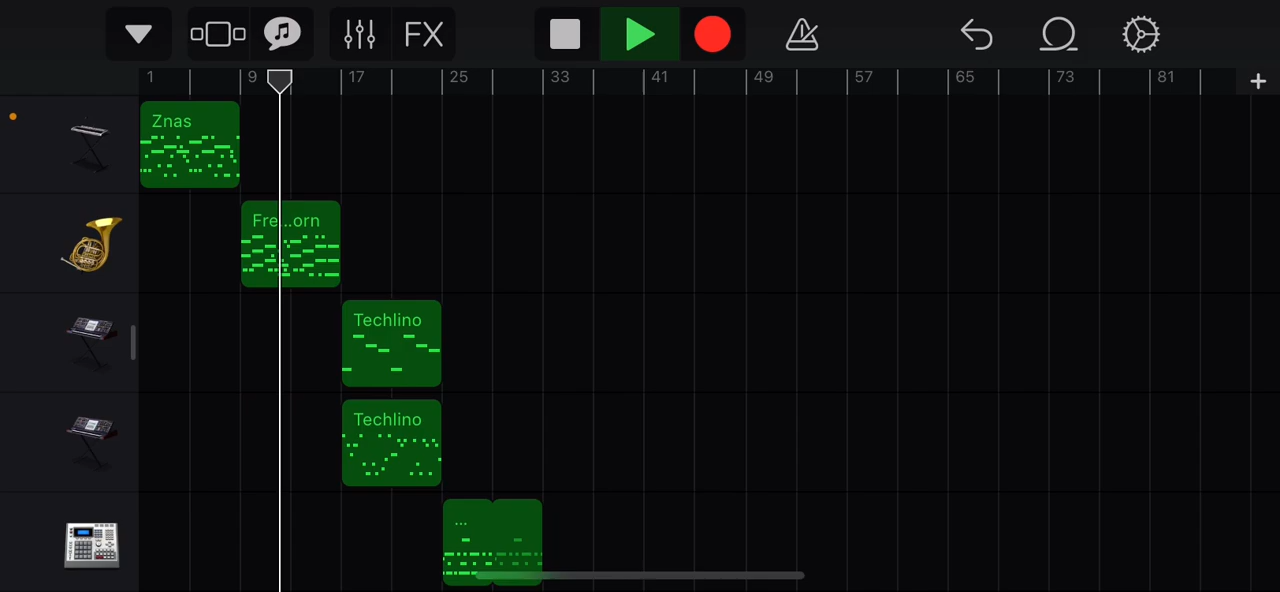 FX
1 9 17 25 33 41 49 57 65 73 81 +
Znas
Fre...orn
Techlino
Techlino
...